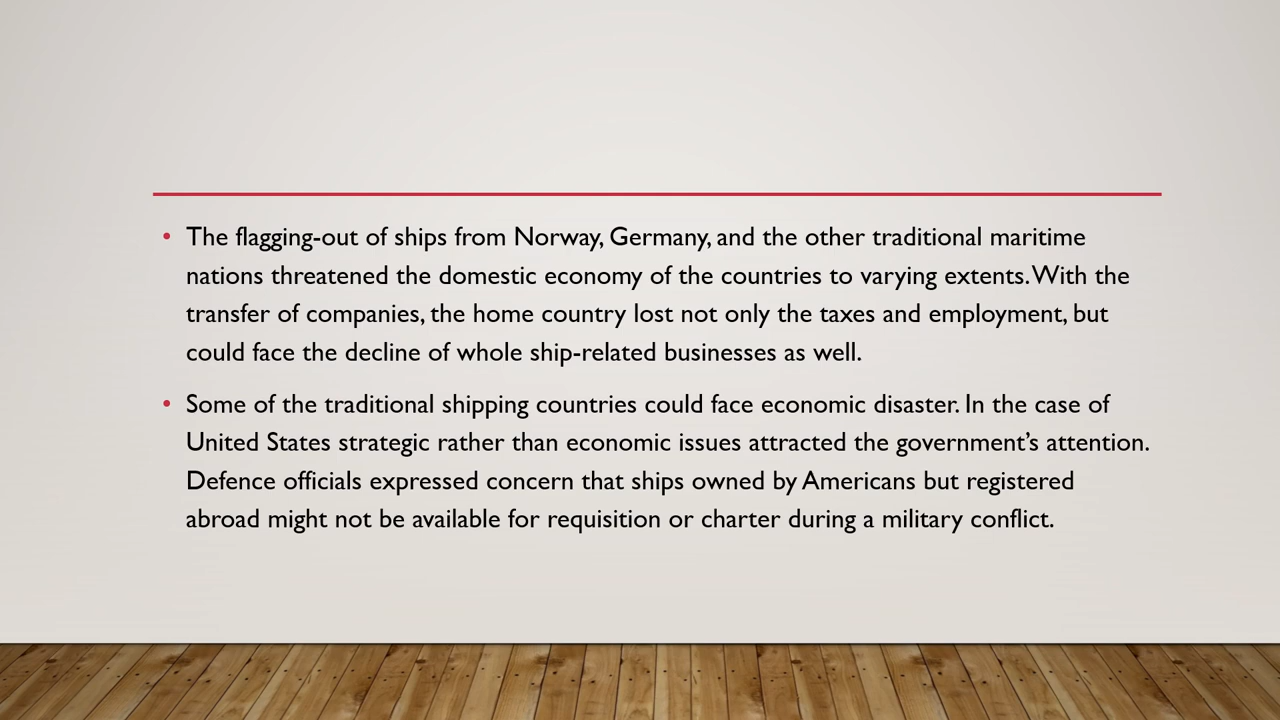 • The flagging-out of ships from Norway, Germany, and the other traditional maritime
nations threatened the domestic economy of the countries to varying extents. With the
transfer of companies, the home country lost not only the taxes and employment, but
could face the decline of whole ship-related businesses as well.
• Some of the traditional shipping countries could face economic disaster. In the case of
United States strategic rather than economic issues attracted the government’s attention.
Defence officials expressed concern that ships owned by Americans but registered
abroad might not be available for requisition or charter during a military conflict.